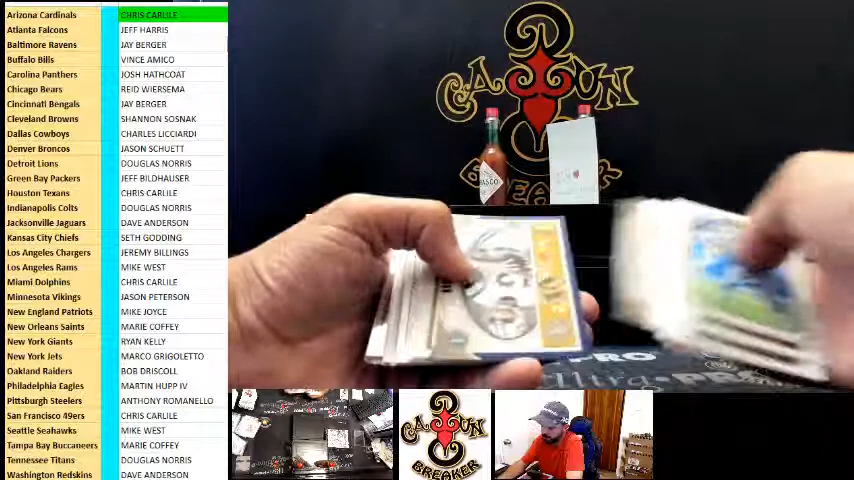 Arizona Cardinals CHRIS CARLILE
Atlanta Falcons JEFF HARRIS
Baltimore Ravens JAY BERGER
Buffalo Bills VINCE AMICO
Carolina Panthers JOSH HATHCOAT
Chicago Bears REID WIERSEMA
Cincinnati Bengals JAY BERGER
Cleveland Browns SHANNON SOSNAK
Dallas Cowboys CHARLES LICCIARDI
Denver Broncos JASON SCHUETT
Detroit Lions DOUGLAS NORRIS
Green Bay Packers JEFF BILDHAUSER
Houston Texans CHRIS CARLILE
Indianapolis Colts DOUGLAS NORRIS
Jacksonville Jaguars DAVE ANDERSON
Kansas City Chiefs SETH GODDING
Los Angeles Chargers JEREMY BILLINGS
Los Angeles Rams MIKE WEST
Miami Dolphins CHRIS CARLILE
Minnesota Vikings JASON PETERSON
New England Patriots MIKE JOYCE
New Orleans Saints MARIE COFFEY
New York Giants RYAN KELLY
New York Jets MARCO GRIGOLETTO
Oakland Raiders BOB DRISCOLL
Philadelphia Eagles MARTIN HUPP IV
Pittsburgh Steelers ANTHONY ROMANELLO
San Francisco 49ers CHRIS CARLILE
Seattle Seahawks MIKE WEST
Tampa Bay Buccaneers MARIE COFFEY
Tennessee Titans DOUGLAS NORRIS
Washington Redskins DAVE ANDERSON
CAJUN
BREAKER
PRO
Ultra PRO
CAJUN
BREAKER